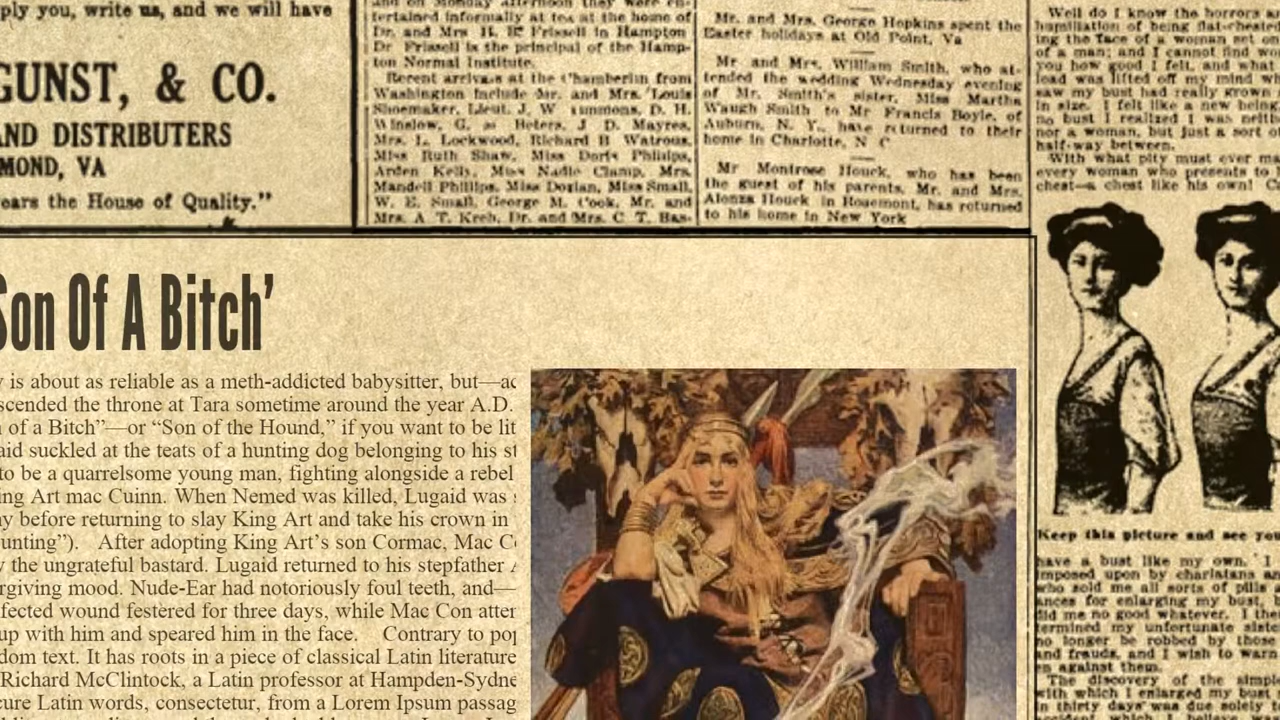 ply you, write us, and we will have
GUNST, & CO.
AND DISTRIBUTERS
MOND, VA
ears the House of Quality."
and on Monday afternoon they were en-
tertained informally at tea at the home of
Dr. and Mrs H. B. Frissell in Hampton
Dr Frissell is the principal of the Hamp-
ton Normal Institute.
Recent arrivals at the Chamberlin from
Washington include Mr. and Mrs. Louis
Shoemaker, Lieut. J. W D. H.
Winslow, G. Peters, J D. Mayres,
Mrs. L. Lockwood, Richard B Watrous,
Miss Ruth Shaw, Miss Doris Philips,
Arden Kelly, Miss Nadie Clamp, Mrs.
Mandell Phillips, Miss Dozian, Miss Small,
W. E. Small, George M. Cook, Mr. and
Mrs. A T. Kreh, Dr. and Mrs. C T. Bas-
Mr. and Mrs. George Hopkins spent the
Easter holidays at Old Point, Va
Mr and Mrs. William Smith, who at-
tended the wedding Wednesday evening
of Mr. Smith's sister, Miss Martha
Waugh Smith to Mr Francis Boyle, of
Auburn, N. Y., have returned to their
home in Charlotte, N C
Mr Montrose Houck, who has been
the guest of his parents, Mr. and Mrs.
Alonza Houck in Rosemont, has returned
to his home in New York
Son Of A Bitch'
y is about as reliable as a meth-addicted babysitter, but—ac
scended the throne at Tara sometime around the year A.D.
n of a Bitch"—or "Son of the Hound," if you want to be lit
aid suckled at the teats of a hunting dog belonging to his st
to be a quarrelsome young man, fighting alongside a rebel
ing Art mac Cuinn. When Nemed was killed, Lugaid was
ay before returning to slay King Art and take his crown in
unting"). After adopting King Art's son Cormac, Mac C
y the ungrateful bastard. Lugaid returned to his stepfather
rgiving mood. Nude-Ear had notoriously foul teeth, and—
fected wound festered for three days, while Mac Con atter
up with him and speared him in the face. Contrary to pop
dom text. It has roots in a piece of classical Latin literature
Richard McClintock, a Latin professor at Hampden-Sydne
cure Latin words, consectetur, from a Lorem Ipsum passag
Well do I know the horrors a
humiliation of being flat-cheste
ing the face of a woman set on
of a man; and I cannot find wo
you how good I felt, and what
load was lifted off my mind wh
saw my bust had really grown
in size. I felt like a new being
no bust I realized I was neith
nor a woman, but just a sort o
half-way between.
With what pity must ever ma
every woman who presents to
chest—a chest like his own! C
Keep this picture and see you
have a bust like my own. I
imposed upon by charlatans an
who sold me all sorts of pills a
ances for enlarging my bust, b
did me no good whatever. I the
termined my unfortunate siste
no longer be robbed by those
and frauds, and I wish to warn
en against them.
The discovery of the simple
with which I enlarged my bust
in thirty days was due solely t